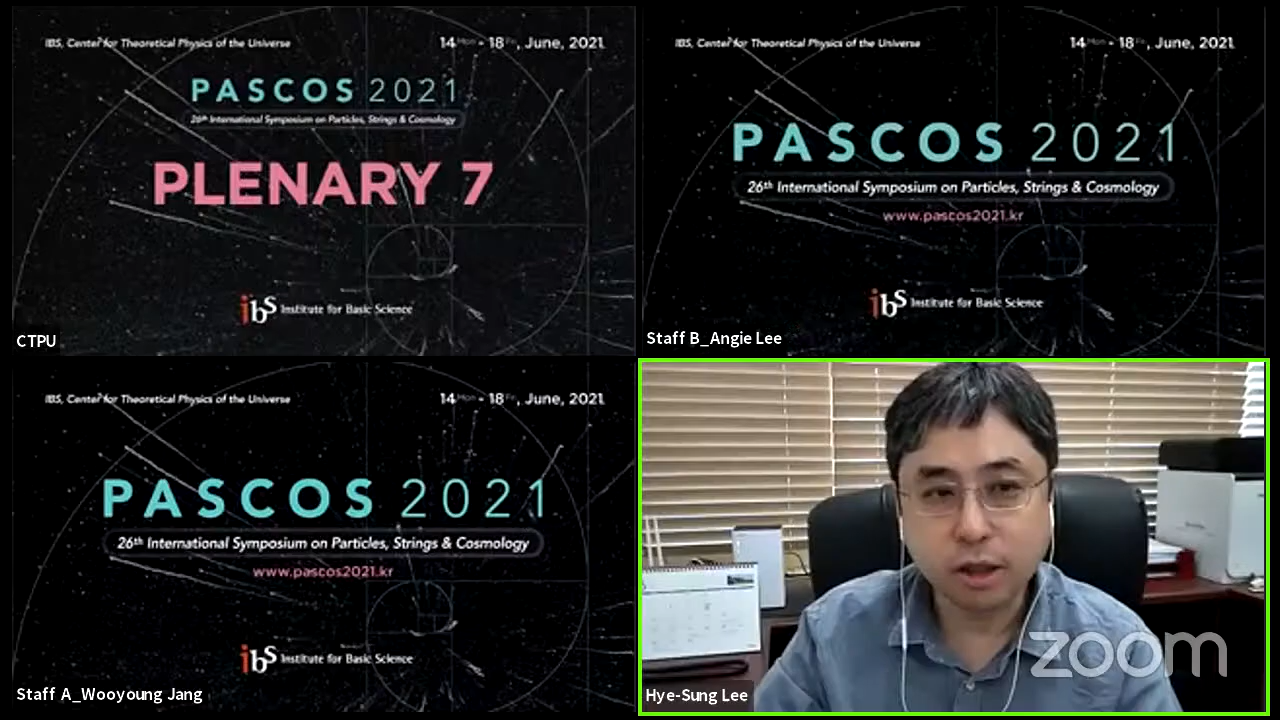 IBS, Center for Theoretical Physics of the Universe
14 Mon - 18 Fri, June, 2021
PASCOS 2021
26th International Symposium on Particles, Strings & Cosmology
PLENARY 7
ibs Institute for Basic Science
CTPU
IBS, Center for Theoretical Physics of the Universe
14 Mon - 18 Fri, June, 2021
PASCOS 2021
26th International Symposium on Particles, Strings & Cosmology
www.pascos2021.kr
ibs Institute for Basic Science
Staff B_Angie Lee
IBS, Center for Theoretical Physics of the Universe
14 Mon - 18 Fri, June, 2021
PASCOS 2021
26th International Symposium on Particles, Strings & Cosmology
www.pascos2021.kr
ibs Institute for Basic Science
Staff A_Wooyoung Jang
zoom
Hye-Sung Lee